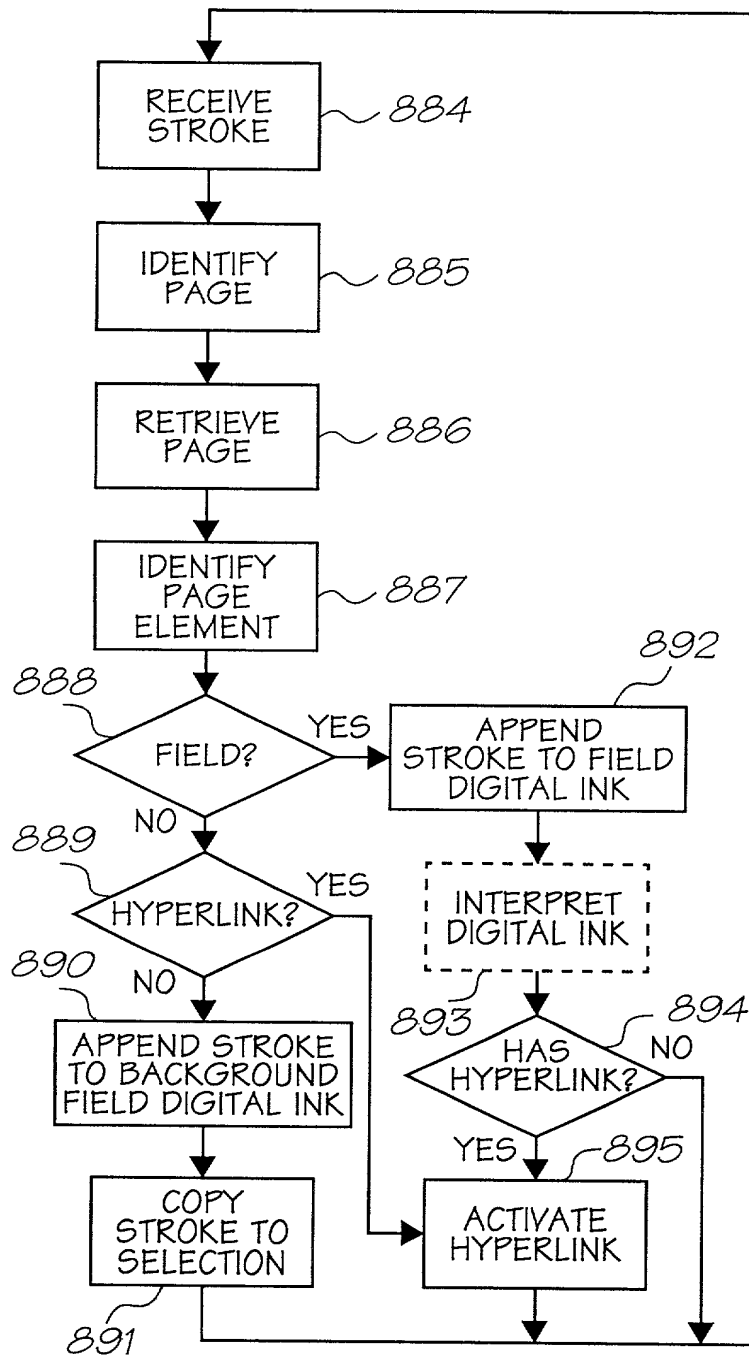 RECEIVE
STROKE
884
IDENTIFY
PAGE
885
RETRIEVE
PAGE
886
IDENTIFY
PAGE
ELEMENT
887
888
FIELD?
YES
NO
892
APPEND
STROKE TO FIELD
DIGITAL INK
889
HYPERLINK?
YES
NO
INTERPRET
DIGITAL INK
893
890
APPEND STROKE
TO BACKGROUND
FIELD DIGITAL INK
894
HAS
HYPERLINK?
NO
YES
895
COPY
STROKE TO
SELECTION
891
ACTIVATE
HYPERLINK